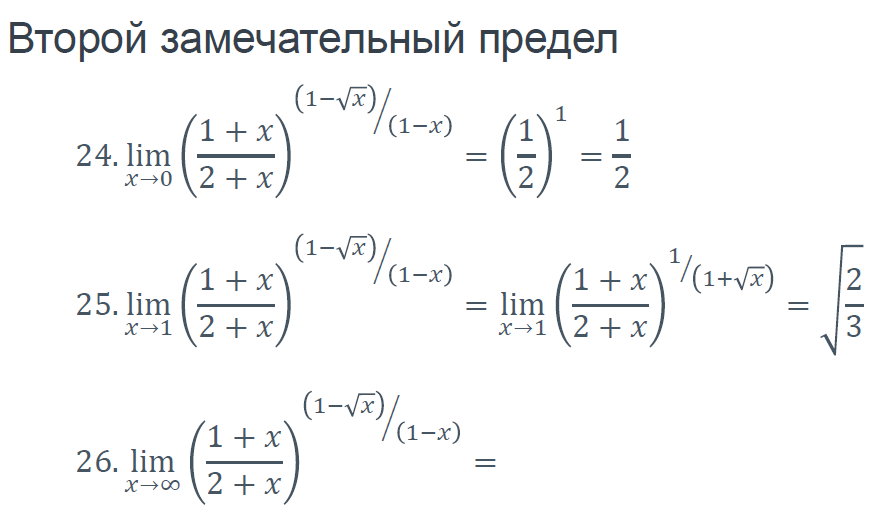 Второй замечательный предел
24. lim_{x→0} ((1 + x)/(2 + x))^{(1−√x)/(1−x)} = (1/2)^1 = 1/2
25. lim_{x→1} ((1 + x)/(2 + x))^{(1−√x)/(1−x)} = lim_{x→1} ((1 + x)/(2 + x))^{1/(1+√x)} = √(2/3)
26. lim_{x→∞} ((1 + x)/(2 + x))^{(1−√x)/(1−x)} =